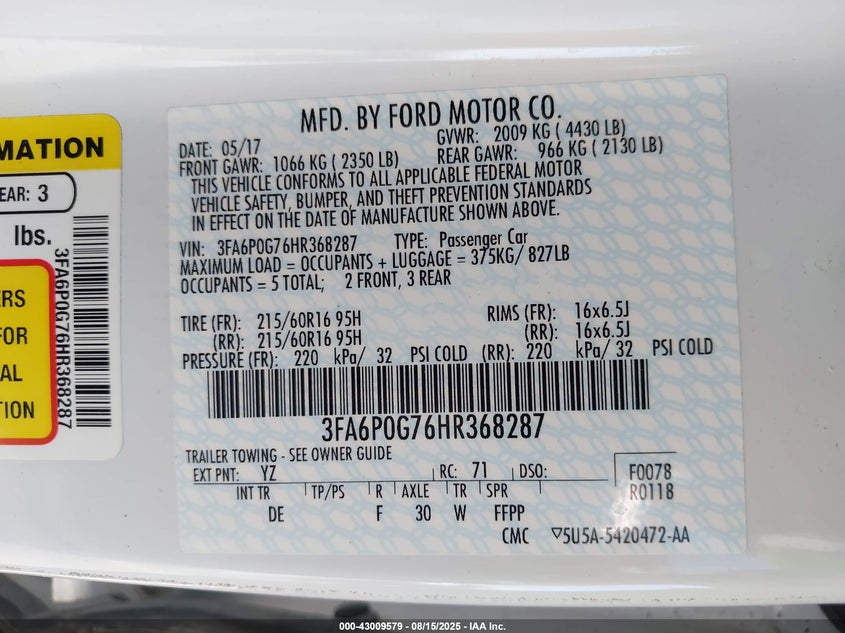 MFD. BY FORD MOTOR CO.
DATE: 05/17 GVWR: 2009 KG ( 4430 LB)
FRONT GAWR: 1066 KG ( 2350 LB) REAR GAWR: 966 KG ( 2130 LB)
THIS VEHICLE CONFORMS TO ALL APPLICABLE FEDERAL MOTOR
VEHICLE SAFETY, BUMPER, AND THEFT PREVENTION STANDARDS
IN EFFECT ON THE DATE OF MANUFACTURE SHOWN ABOVE.
VIN: 3FA6P0G76HR368287 TYPE: Passenger Car
MAXIMUM LOAD = OCCUPANTS + LUGGAGE = 375KG/ 827LB
OCCUPANTS = 5 TOTAL; 2 FRONT, 3 REAR
TIRE (FR): 215/60R16 95H RIMS (FR): 16x6.5J
(RR): 215/60R16 95H (RR): 16x6.5J
PRESSURE (FR): 220 kPa/ 32 PSI COLD (RR): 220 kPa/ 32 PSI COLD
3FA6P0G76HR368287
TRAILER TOWING - SEE OWNER GUIDE
EXT PNT: YZ RC: 71 DSO: F0078
R0118
INT TR TP/PS R AXLE TR SPR
DE F 30 W FFPP
CMC ▽5U5A-5420472-AA
MATION
EAR: 3
lbs.
ERS
FOR
AL
TION
3FA6P0G76HR368287
000-43009579 - 08/15/2025 - IAA Inc.